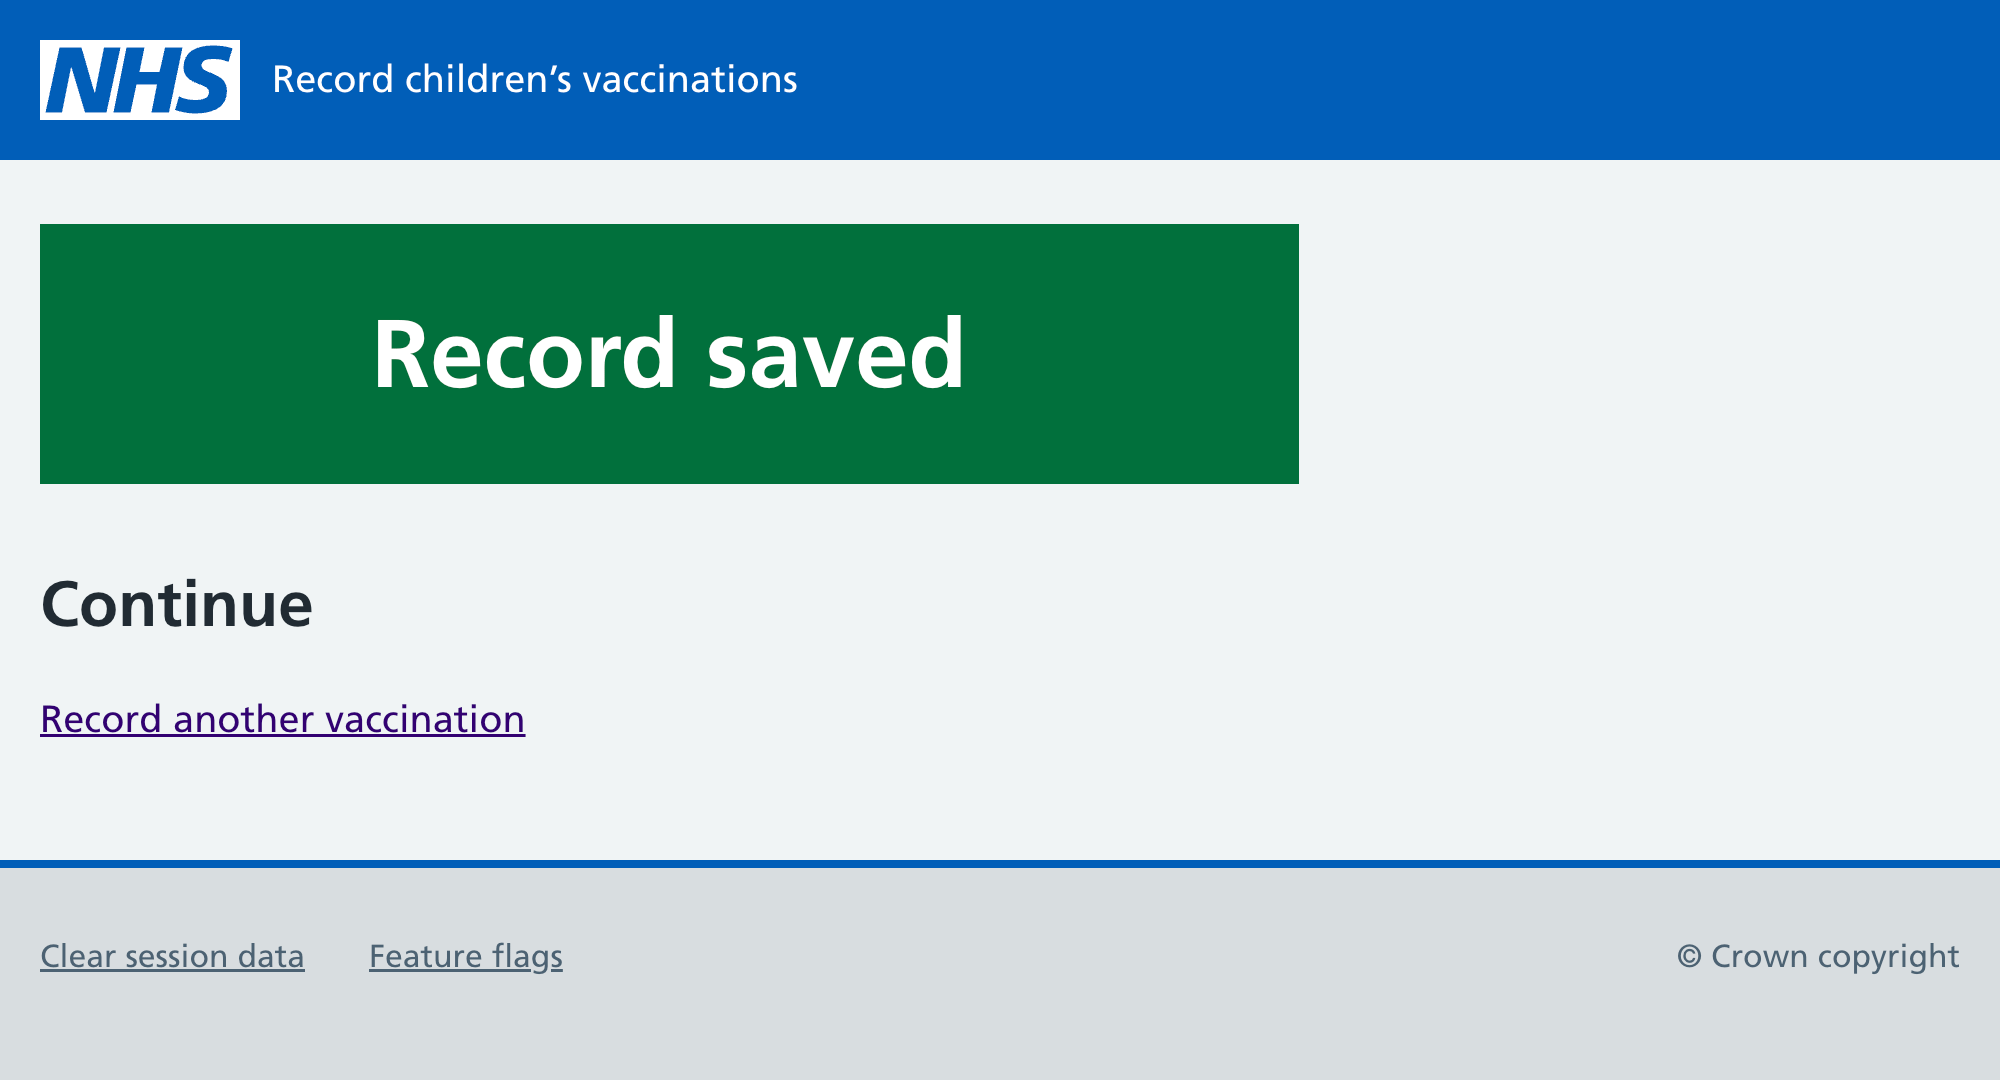 NHS
Record children’s vaccinations
Record saved
Continue
Record another vaccination
Clear session data
Feature flags
© Crown copyright